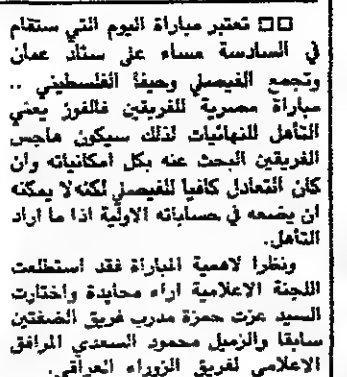 □□ تعتبر مباراة اليوم التي ستقام
في السادسة مساء على ستاد عمان
وتجمع الفيصلي وحيفا الفلسطيني ..
مباراة مصيرية للفريقين فالفوز يعني
التأهل للنهائيات لذلك سيكون هاجس
الفريقين البحث عنه بكل امكانياته وان
كان التعادل كافيا للفيصلي لكنه لا يمكنه
ان يضعه في حساباته الاولية اذا ما اراد
التأهل.
ونظرا لاهمية المباراة فقد استطلعت
اللجنة الاعلامية اراء محايدة واختارت
السيد عزت حمزة مدرب فريق الضفتين
سابقا والزميل محمود السعدي المرافق
الاعلامي لفريق الزوراء العراقي.